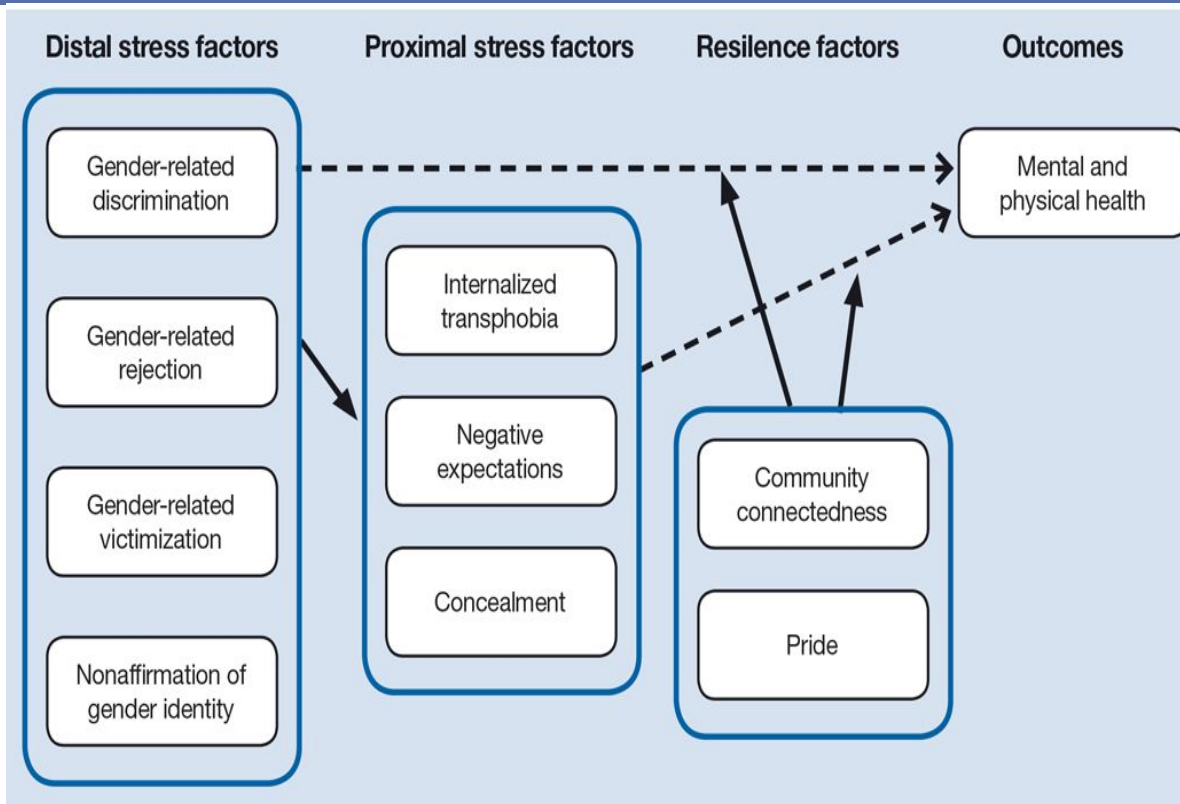 Distal stress factors
Proximal stress factors
Resilence factors
Outcomes
Gender-related
discrimination
Gender-related
rejection
Gender-related
victimization
Nonaffirmation of
gender identity
Internalized
transphobia
Negative
expectations
Concealment
Community
connectedness
Pride
Mental and
physical health